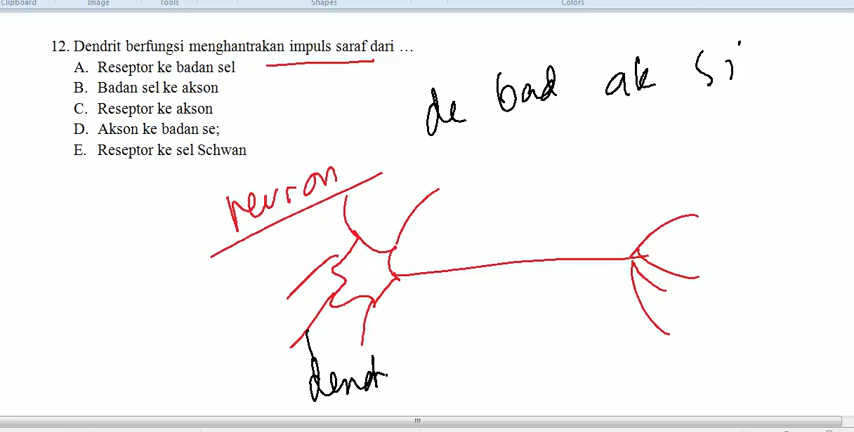 Clipboard Image Tools Shapes Colors
12. Dendrit berfungsi menghantrakan impuls saraf dari …
A. Reseptor ke badan sel
B. Badan sel ke akson
C. Reseptor ke akson
D. Akson ke badan se;
E. Reseptor ke sel Schwan
de bad ak si
neuron
dend